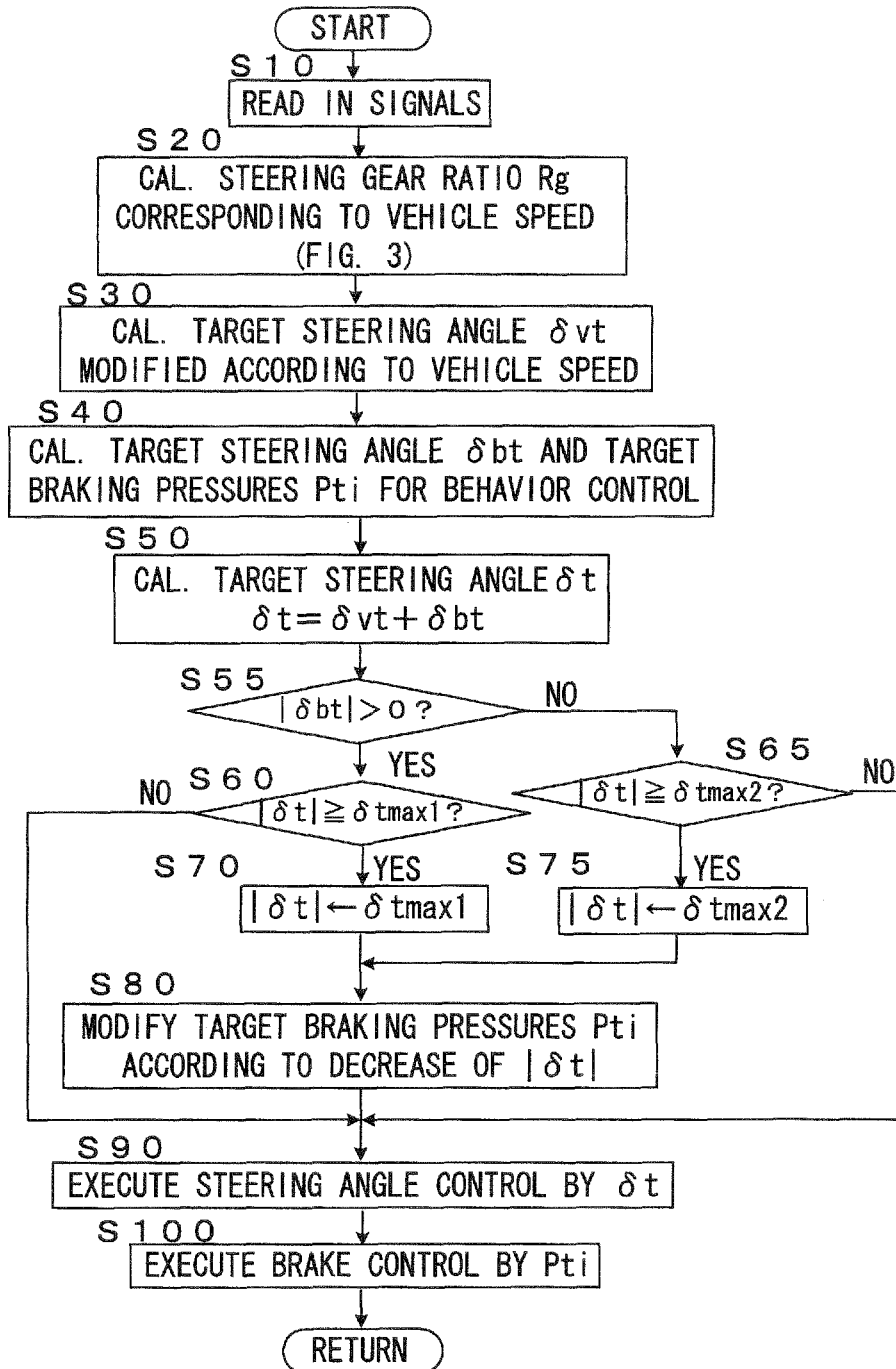 START
S10
READ IN SIGNALS
S20
CAL. STEERING GEAR RATIO Rg
CORRESPONDING TO VEHICLE SPEED
(FIG. 3)
S30
CAL. TARGET STEERING ANGLE δvt
MODIFIED ACCORDING TO VEHICLE SPEED
S40
CAL. TARGET STEERING ANGLE δbt AND TARGET
BRAKING PRESSURES Pti FOR BEHAVIOR CONTROL
S50
CAL. TARGET STEERING ANGLE δt
δt=δvt+δbt
S55
|δbt|>0?
NO
YES
S60
NO
|δt|≧δtmax1?
S65
NO
|δt|≧δtmax2?
S70
YES
|δt|←δtmax1
S75
YES
|δt|←δtmax2
S80
MODIFY TARGET BRAKING PRESSURES Pti
ACCORDING TO DECREASE OF |δt|
S90
EXECUTE STEERING ANGLE CONTROL BY δt
S100
EXECUTE BRAKE CONTROL BY Pti
RETURN